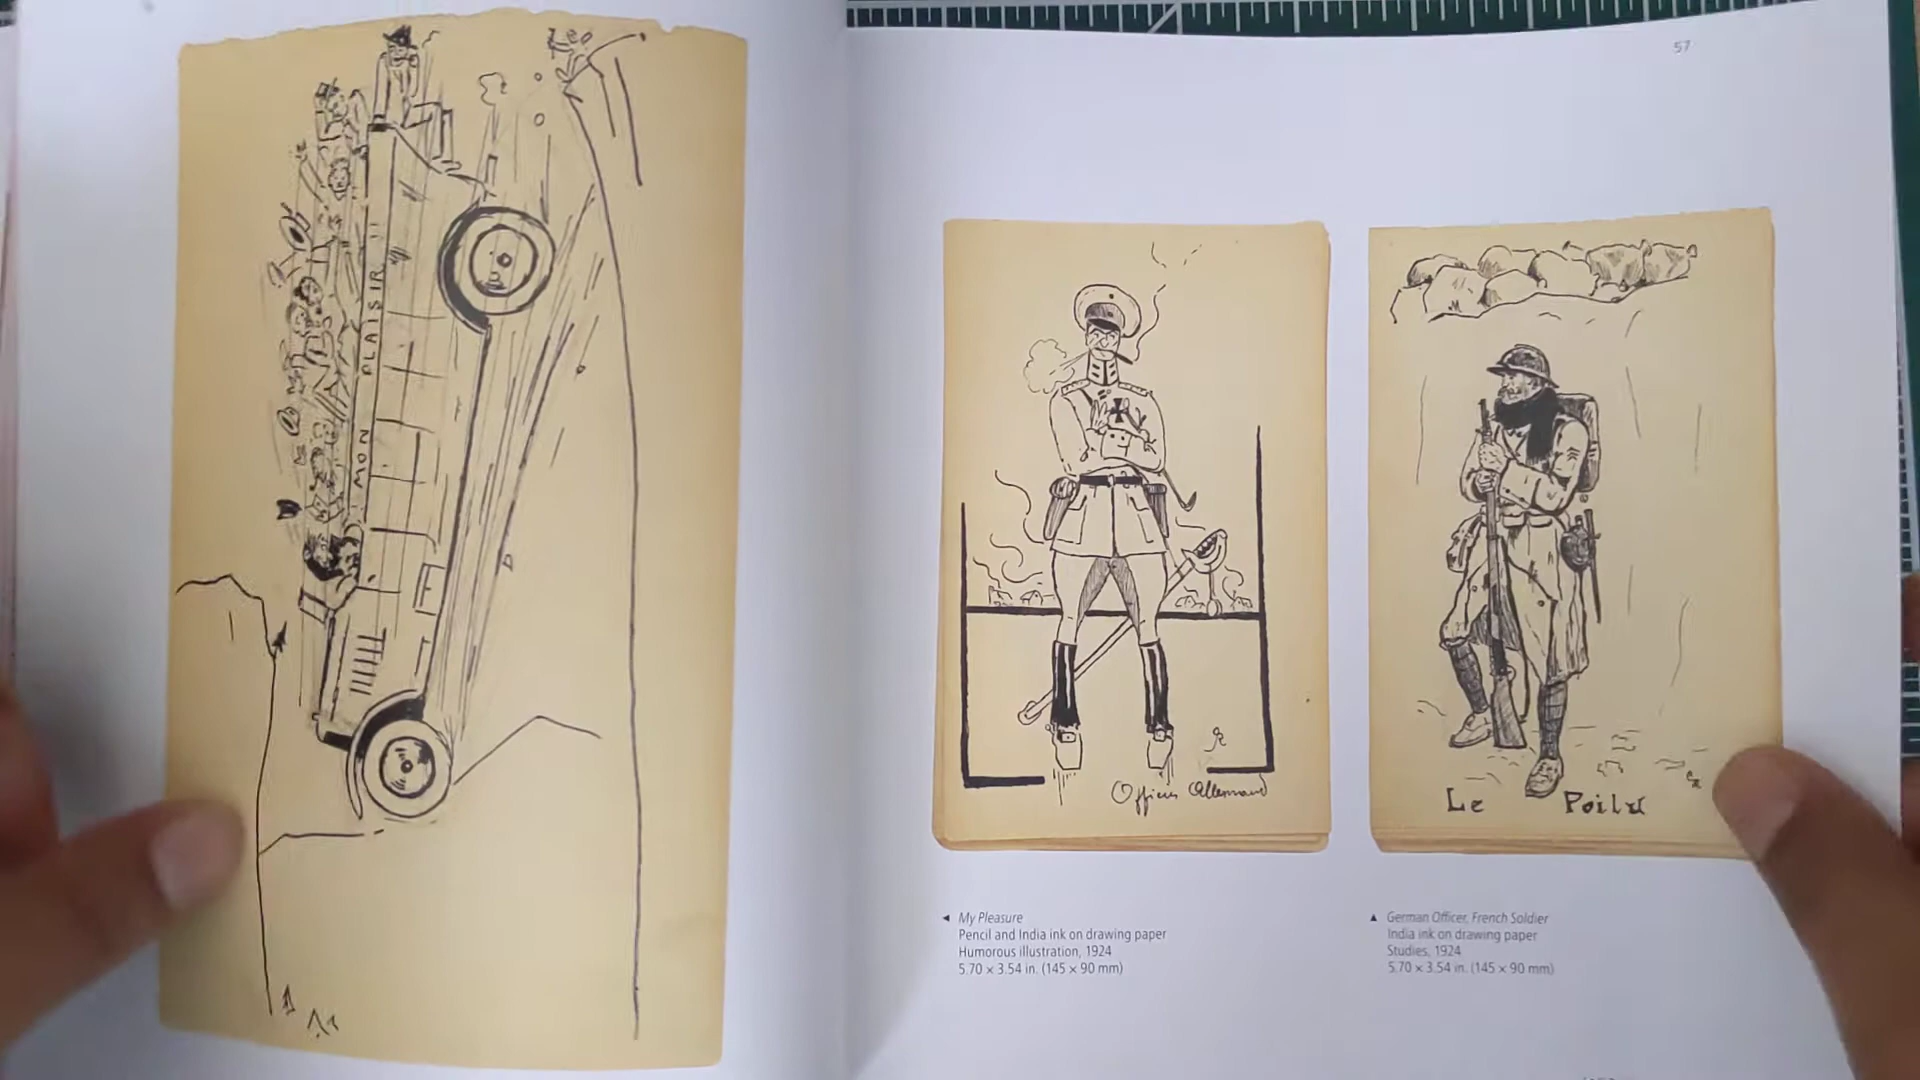 MON PLAISIR
57
Officier Allemand
Le Poilu
◄ My Pleasure
Pencil and India ink on drawing paper
Humorous illustration, 1924
5.70 × 3.54 in. (145 × 90 mm)
▲ German Officer, French Soldier
India ink on drawing paper
Studies, 1924
5.70 × 3.54 in. (145 × 90 mm)